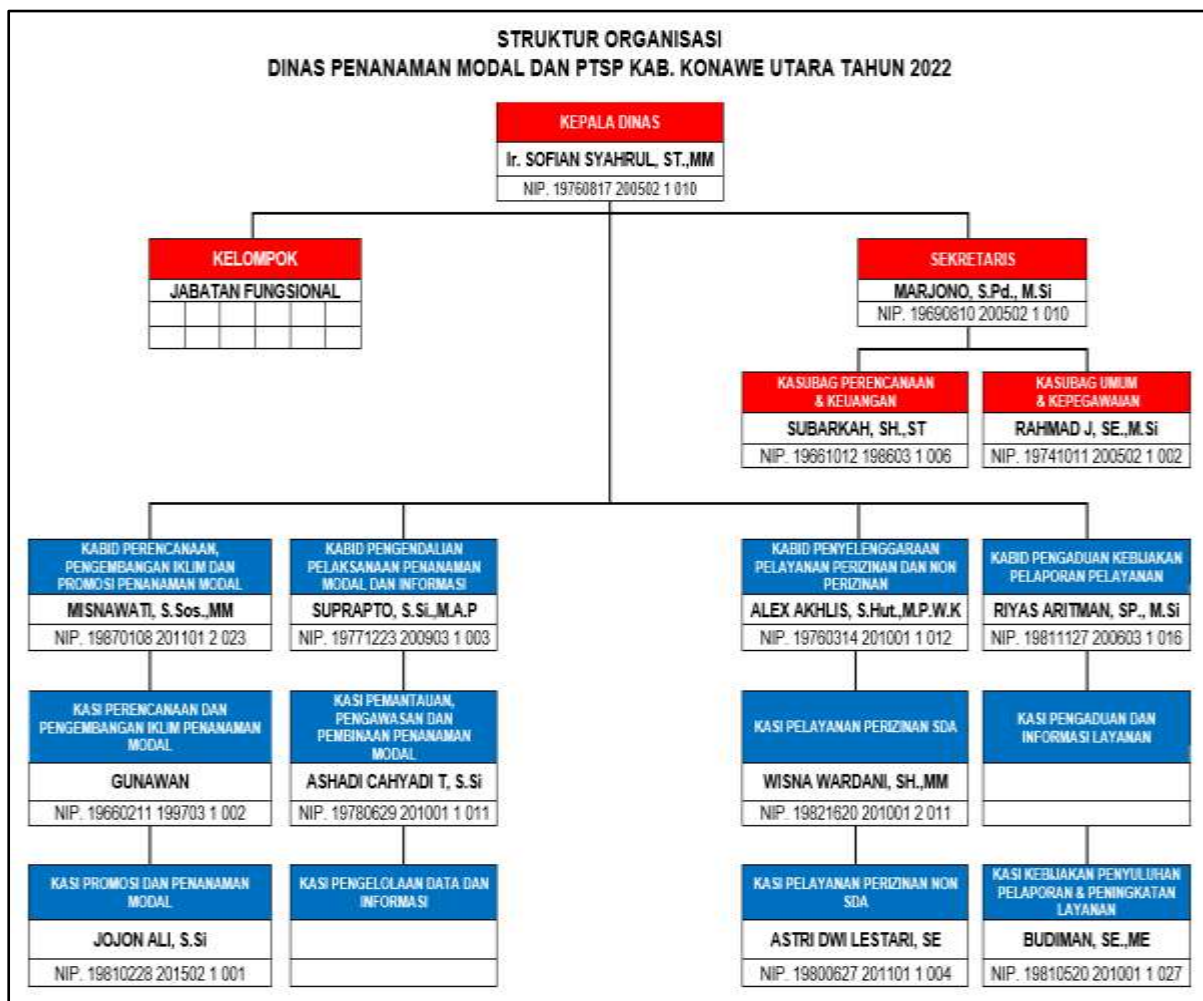 STRUKTUR ORGANISASI
DINAS PENANAMAN MODAL DAN PTSP KAB. KONAWE UTARA TAHUN 2022
KEPALA DINAS
Ir. SOFIAN SYAHRUL, ST.,MM
NIP. 19760817 200502 1 010
KELOMPOK
JABATAN FUNGSIONAL
SEKRETARIS
MARJONO, S.Pd., M.Si
NIP. 19690810 200502 1 010
KASUBAG PERENCANAAN
& KEUANGAN
SUBARKAH, SH.,ST
NIP. 19661012 198603 1 006
KASUBAG UMUM
& KEPEGAWAIAN
RAHMAD J, SE.,M.Si
NIP. 19741011 200502 1 002
KABID PERENCANAAN,
PENGEMBANGAN IKLIM DAN
PROMOSI PENANAMAN MODAL
MISNAWATI, S.Sos.,MM
NIP. 19870108 201101 2 023
KABID PENGENDALIAN
PELAKSANAAN PENANAMAN
MODAL DAN INFORMASI
SUPRAPTO, S.Si.,M.A.P
NIP. 19771223 200903 1 003
KABID PENYELENGGARAAN
PELAYANAN PERIZINAN DAN NON
PERIZINAN
ALEX AKHLIS, S.Hut.,M.P.W.K
NIP. 19760314 201001 1 012
KABID PENGADUAN KEBIJAKAN
PELAPORAN PELAYANAN
RIYAS ARITMAN, SP., M.Si
NIP. 19811127 200603 1 016
KASI PERENCANAAN DAN
PENGEMBANGAN IKLIM PENANAMAN
MODAL
GUNAWAN
NIP. 19660211 199703 1 002
KASI PEMANTAUAN,
PENGAWASAN DAN
PEMBINAAN PENANAMAN
MODAL
ASHADI CAHYADI T, S.Si
NIP. 19780629 201001 1 011
KASI PELAYANAN PERIZINAN SDA
WISNA WARDANI, SH.,MM
NIP. 19821620 201001 2 011
KASI PENGADUAN DAN
INFORMASI LAYANAN
KASI PROMOSI DAN PENANAMAN
MODAL
JOJON ALI, S.Si
NIP. 19810228 201502 1 001
KASI PENGELOLAAN DATA DAN
INFORMASI
KASI PELAYANAN PERIZINAN NON
SDA
ASTRI DWI LESTARI, SE
NIP. 19800627 201101 1 004
KASI KEBIJAKAN PENYULUHAN
PELAPORAN & PENINGKATAN
LAYANAN
BUDIMAN, SE.,ME
NIP. 19810520 201001 1 027